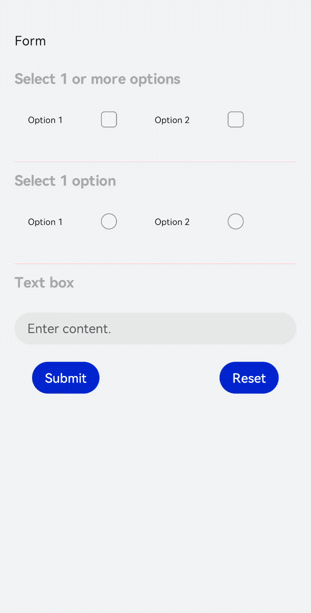 Form
Select 1 or more options
Option 1 Option 2
Select 1 option
Option 1 Option 2
Text box
Enter content.
Submit Reset